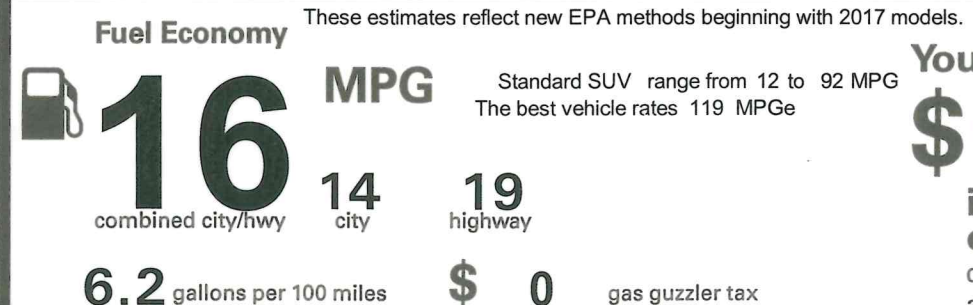 These estimates reflect new EPA methods beginning with 2017 models.
Fuel Economy
16 MPG
Standard SUV range from 12 to 92 MPG
The best vehicle rates 119 MPGe
combined city/hwy
14
city
19
highway
6.2 gallons per 100 miles
$ 0 gas guzzler tax
You
$